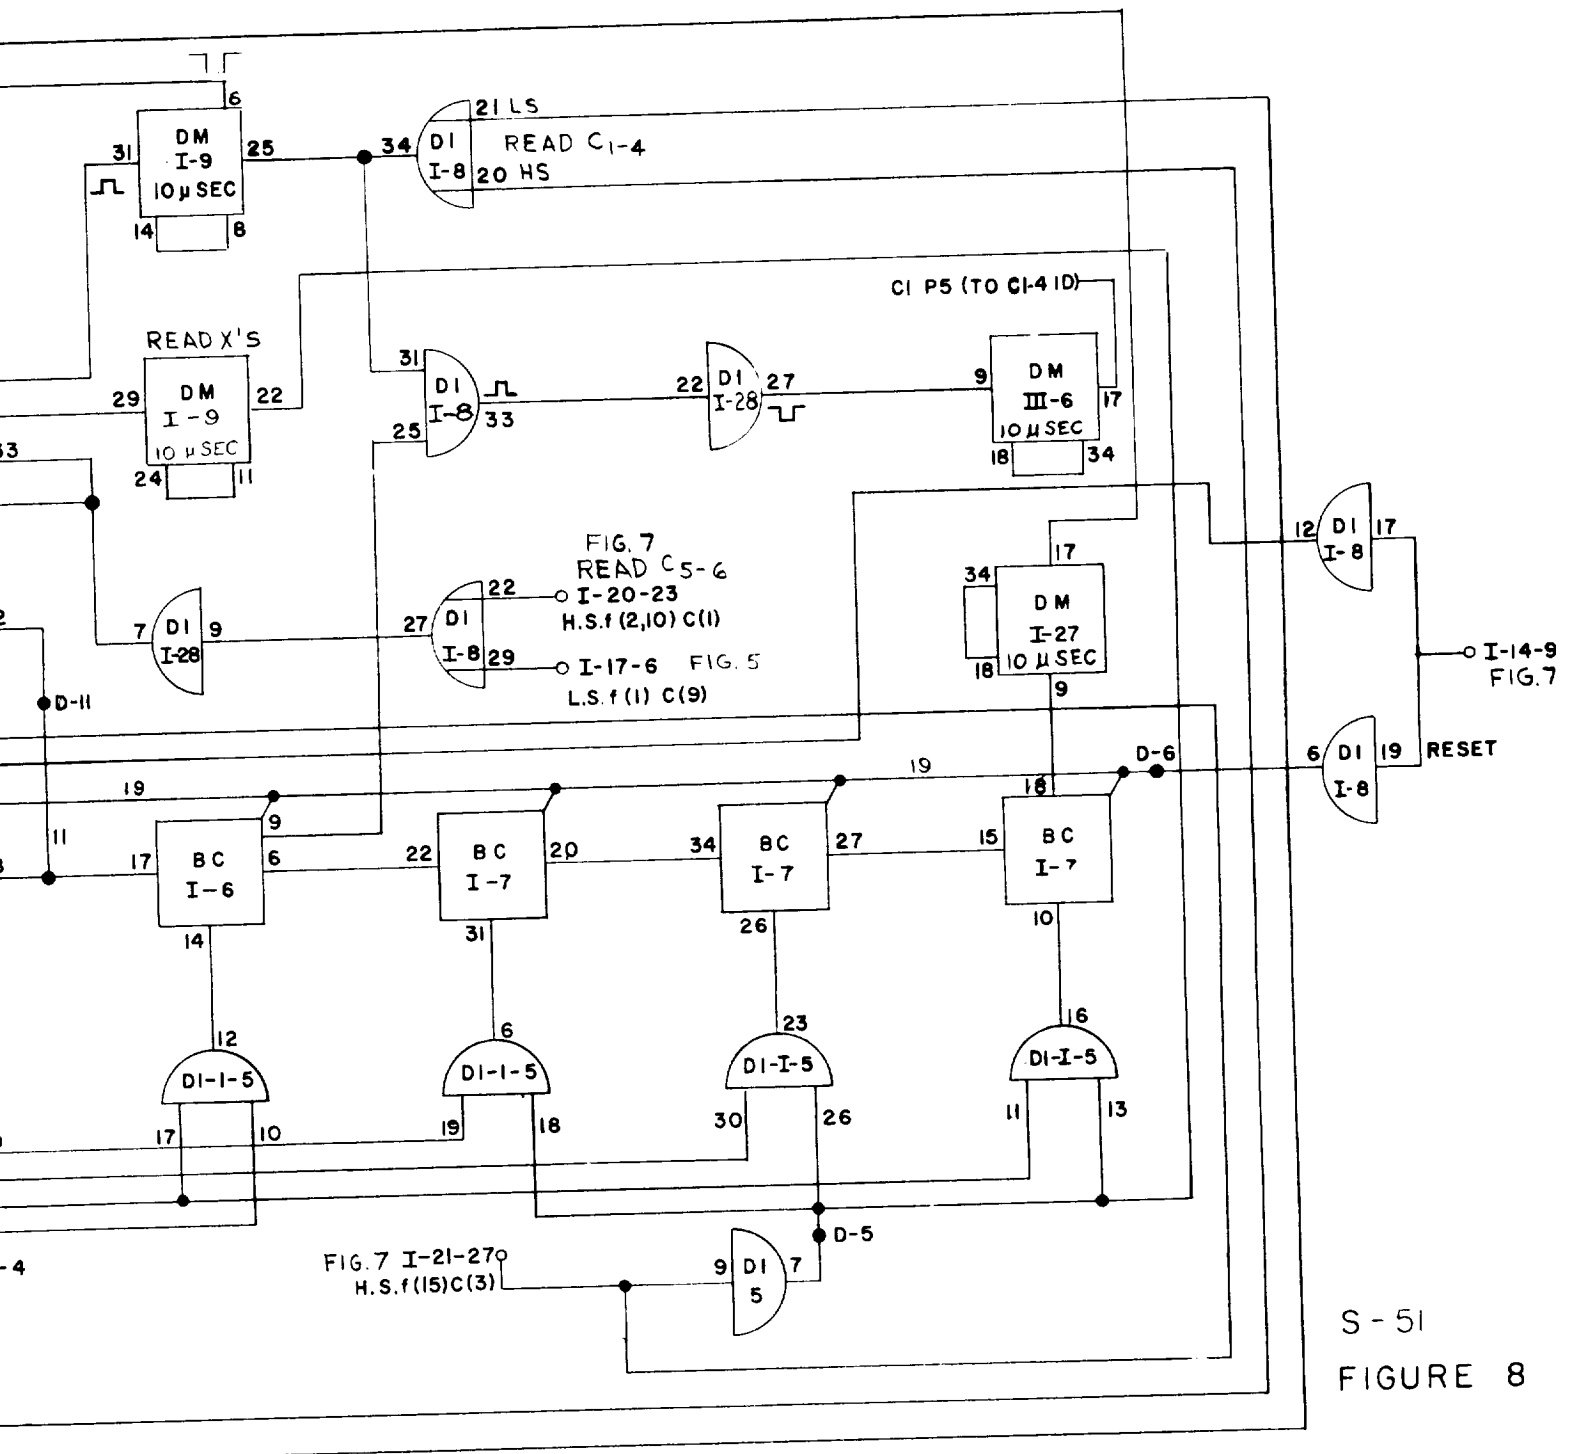 6
21 LS
DM
I-9
10 μ SEC
31
25
34
DI
I-8
READ C1-4
20 HS
14
8
C1 P5 (TO C1-4 ID)
READ X'S
29
DM
I-9
10 μ SEC
22
31
DI
I-8
33
25
22
DI
I-28
27
9
DM
III-6
10 μ SEC
17
33
24
11
18
34
12
DI
I-8
17
FIG. 7
READ C5-6
22
I-20-23
H.S.f (2,10) C(1)
17
34
DM
I-27
10 μ SEC
18
9
7
DI
I-28
9
27
DI
I-8
29
I-17-6 FIG. 5
L.S. f (1) C(9)
I-14-9
FIG. 7
2
D-11
19
19
D-6
6
DI
I-8
19
RESET
18
11
17
BC
I-6
9
6
22
BC
I-7
20
34
BC
I-7
27
15
BC
I-7
14
31
26
10
12
6
23
16
DI-I-5
DI-I-5
DI-I-5
DI-I-5
17
10
19
18
30
26
11
13
-4
FIG. 7 I-21-27
H.S.f (15)C(3)
9
DI
5
7
D-5
S-51
FIGURE 8